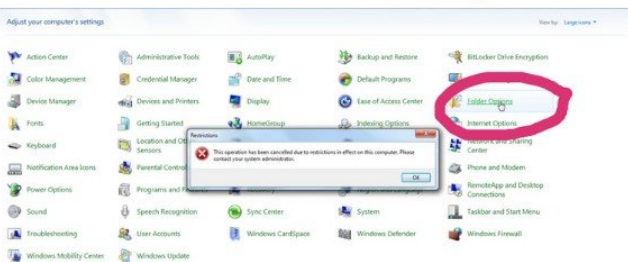 Adjust your computer's settings
View by: Large icons
Action Center
Administrative Tools
AutoPlay
Backup and Restore
BitLocker Drive Encryption
Color Management
Credential Manager
Date and Time
Default Programs
Device Manager
Devices and Printers
Display
Ease of Access Center
Folder Options
Fonts
Getting Started
HomeGroup
Indexing Options
Internet Options
Restrictions
This operation has been cancelled due to restrictions in effect on this computer. Please
contact your system administrator.
OK
Keyboard
Location and
Sensors
Network and Sharing
Center
Notification Area Icons
Parental Control
Phone and Modem
Power Options
Programs and
RemoteApp and Desktop
Connections
Sound
Speech Recognition
Sync Center
System
Taskbar and Start Menu
Troubleshooting
User Accounts
Windows CardSpace
Windows Defender
Windows Firewall
Windows Mobility Center
Windows Update